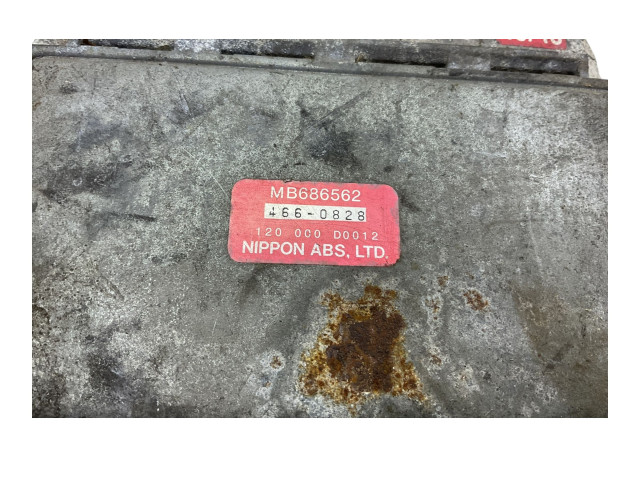 MB686562
466-0828
120 000 D0012
NIPPON ABS, LTD.